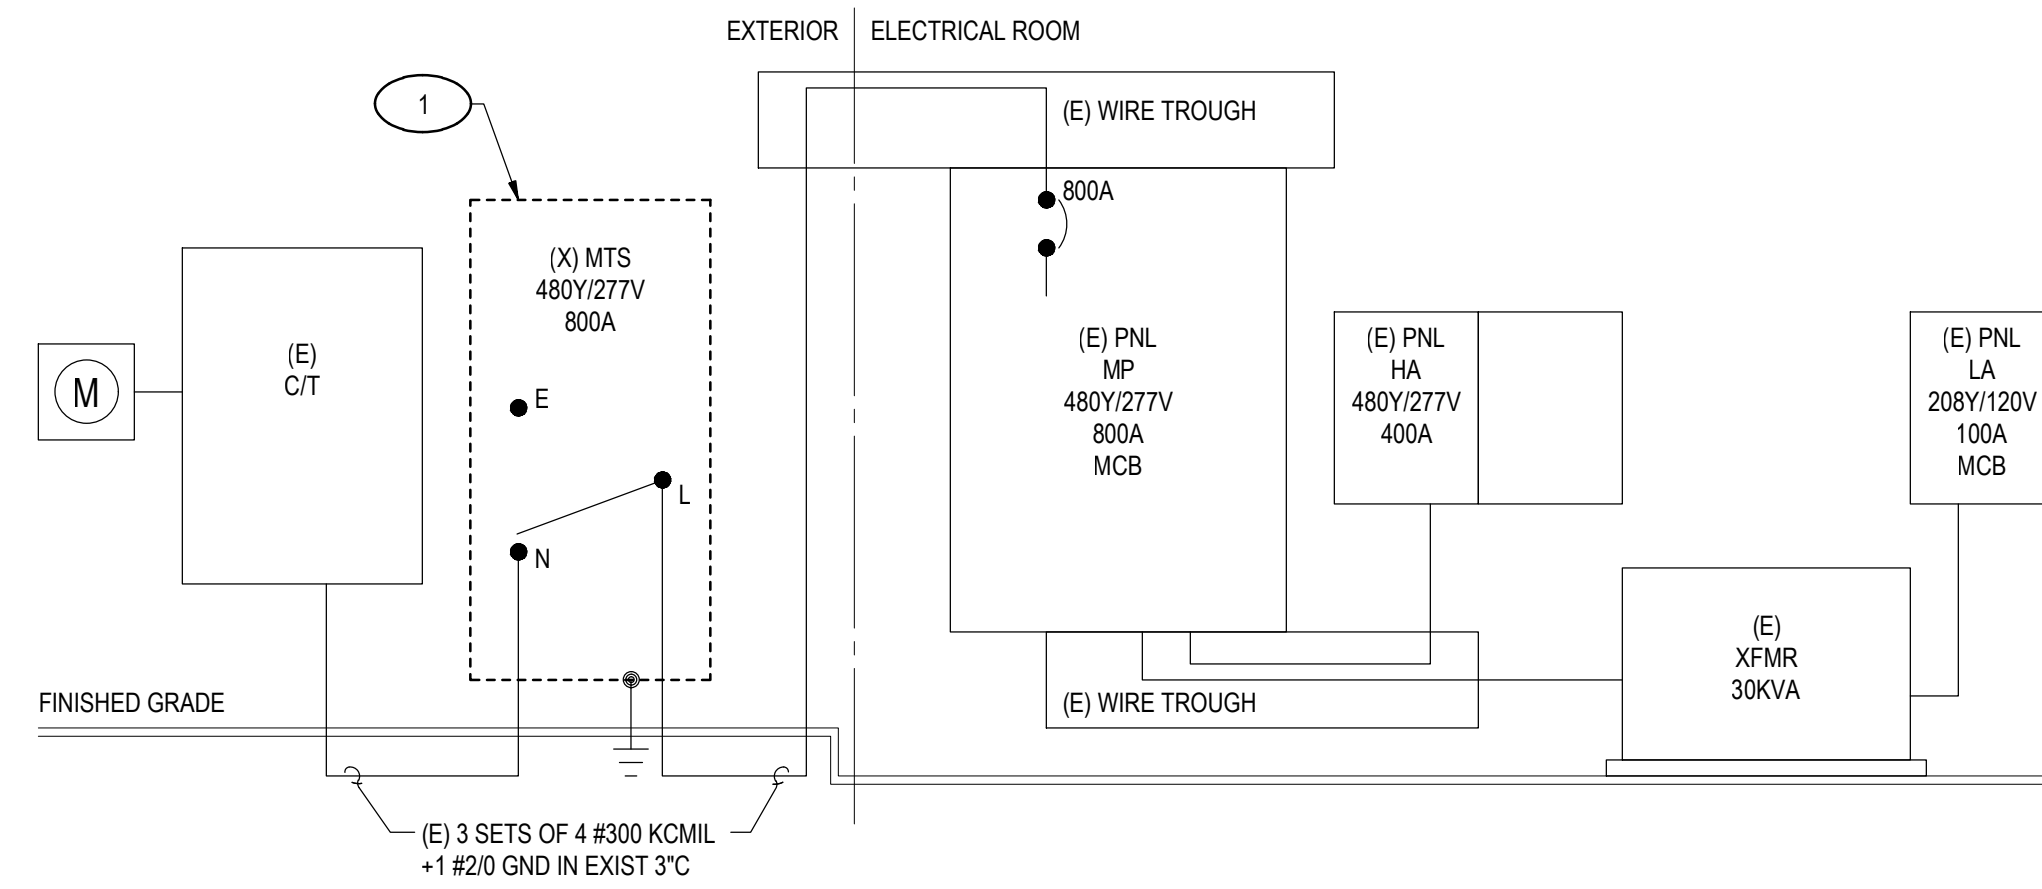 EXTERIOR
ELECTRICAL ROOM
1
(E) WIRE TROUGH
800A
(X) MTS
480Y/277V
800A
(E)
C/T
M
E
L
N
(E) PNL
MP
480Y/277V
800A
MCB
(E) PNL
HA
480Y/277V
400A
(E) PNL
LA
208Y/120V
100A
MCB
(E)
XFMR
30KVA
FINISHED GRADE
(E) WIRE TROUGH
(E) 3 SETS OF 4 #300 KCMIL
+1 #2/0 GND IN EXIST 3"C